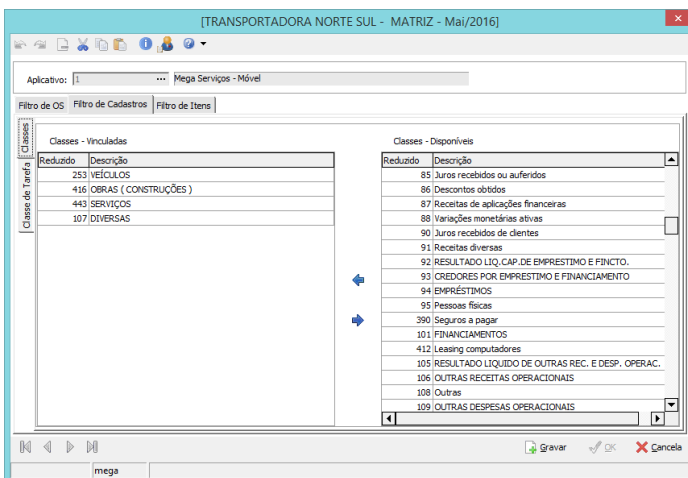 [TRANSPORTADORA NORTE SUL - MATRIZ - Mai/2016]
Aplicativo: 1 ... Mega Serviços - Móvel
Filtro de OS Filtro de Cadastros Filtro de Itens
Classes
Classe de Tarefa
Classes - Vinculadas
Reduzido Descrição
253 VEÍCULOS
416 OBRAS ( CONSTRUÇÕES )
443 SERVIÇOS
107 DIVERSAS
Classes - Disponíveis
Reduzido Descrição
85 Juros recebidos ou auferidos
86 Descontos obtidos
87 Receitas de aplicações financeiras
88 Variações monetárias ativas
90 Juros recebidos de clientes
91 Receitas diversas
92 RESULTADO LIQ.CAP.DE EMPRESTIMO E FINCTO.
93 CREDORES POR EMPRESTIMO E FINANCIAMENTO
94 EMPRÉSTIMOS
95 Pessoas físicas
390 Seguros a pagar
101 FINANCIAMENTOS
412 Leasing computadores
105 RESULTADO LIQUIDO DE OUTRAS REC. E DESP. OPERAC.
106 OUTRAS RECEITAS OPERACIONAIS
108 Outras
109 OUTRAS DESPESAS OPERACIONAIS
Gravar OK Cancela
mega